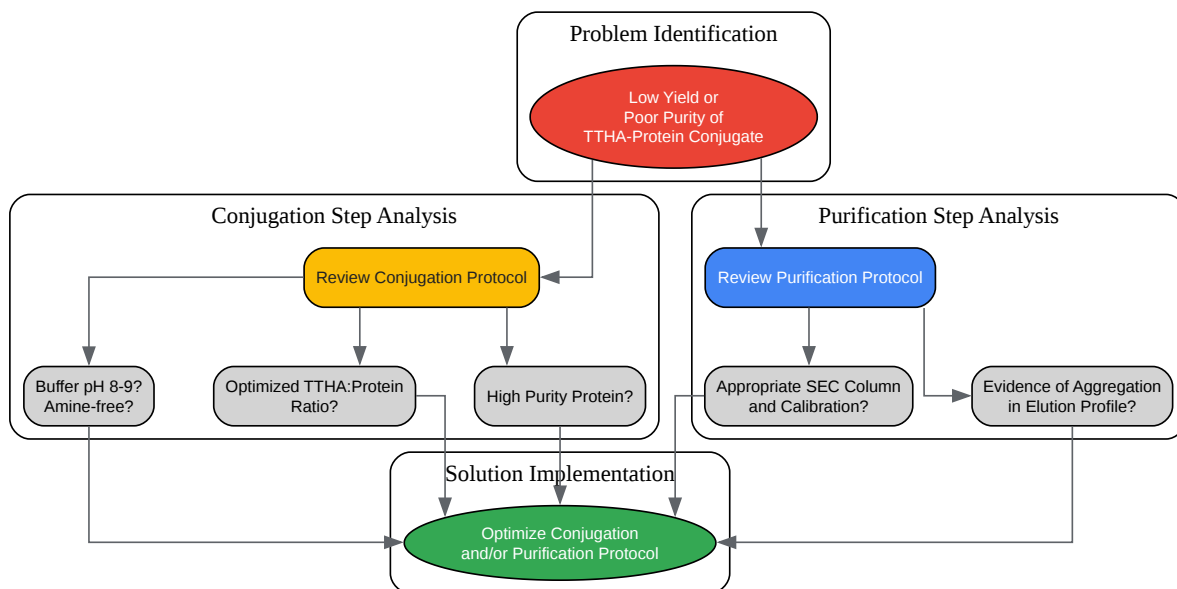 Problem Identification
Low Yield or
Poor Purity of
TTHA-Protein Conjugate
Conjugation Step Analysis
Purification Step Analysis
Review Conjugation Protocol
Review Purification Protocol
Buffer pH 8-9?
Amine-free?
Optimized TTHA:Protein
Ratio?
High Purity Protein?
Appropriate SEC Column
and Calibration?
Evidence of Aggregation
in Elution Profile?
Solution Implementation
Optimize Conjugation
and/or Purification Protocol